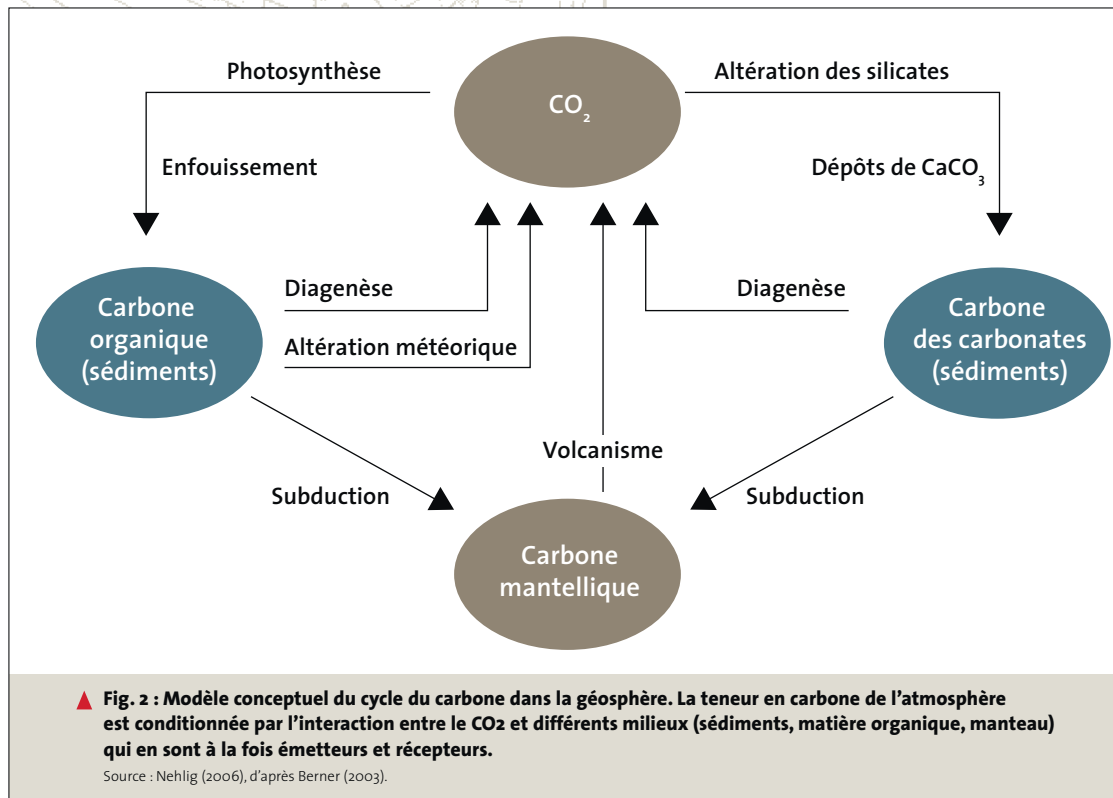 Photosynthèse
Altération des silicates
CO₂
Enfouissement
Dépôts de CaCO₃
Diagenèse
Diagenèse
Carbone
organique
(sédiments)
Carbone
des carbonates
(sédiments)
Altération météorique
Volcanisme
Subduction
Subduction
Carbone
mantellique
Fig. 2 : Modèle conceptuel du cycle du carbone dans la géosphère. La teneur en carbone de l’atmosphère
est conditionnée par l’interaction entre le CO2 et différents milieux (sédiments, matière organique, manteau)
qui en sont à la fois émetteurs et récepteurs.
Source : Nehlig (2006), d’après Berner (2003).